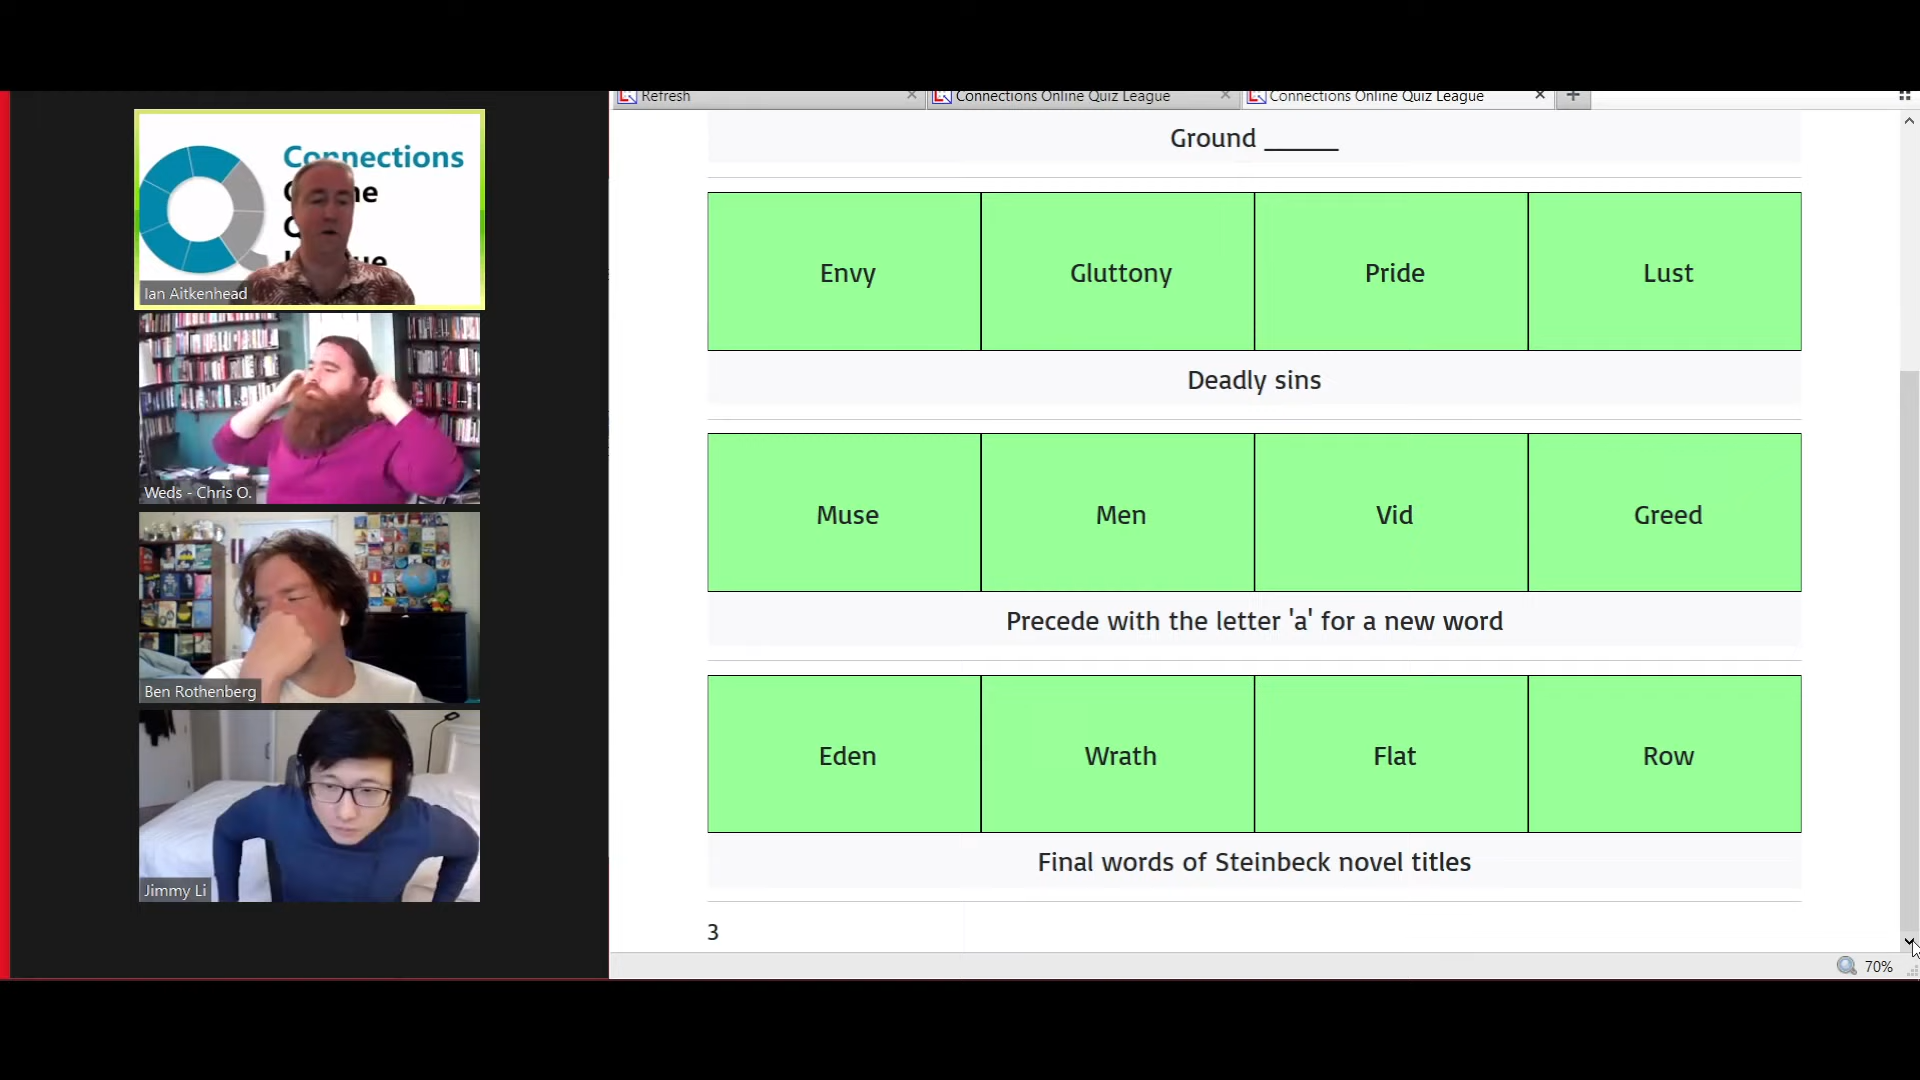 Refresh
Connections Online Quiz League
Connections Online Quiz League
Connections
Ian Aitkenhead
Weds - Chris O.
Ben Rothenberg
Jimmy Li
Ground _____
Envy
Gluttony
Pride
Lust
Deadly sins
Muse
Men
Vid
Greed
Precede with the letter 'a' for a new word
Eden
Wrath
Flat
Row
Final words of Steinbeck novel titles
3
70%